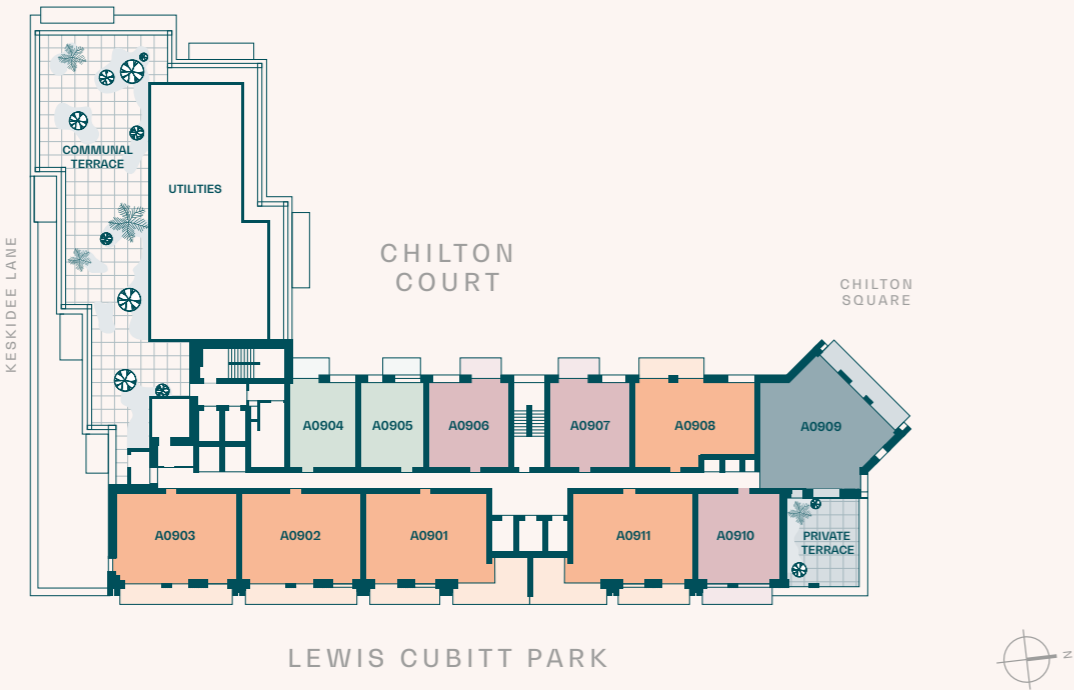 COMMUNAL
TERRACE
UTILITIES
KESKIDEE LANE
CHILTON
COURT
CHILTON
SQUARE
A0904
A0905
A0906
A0907
A0908
A0909
A0903
A0902
A0901
A0911
A0910
PRIVATE
TERRACE
LEWIS CUBITT PARK
N